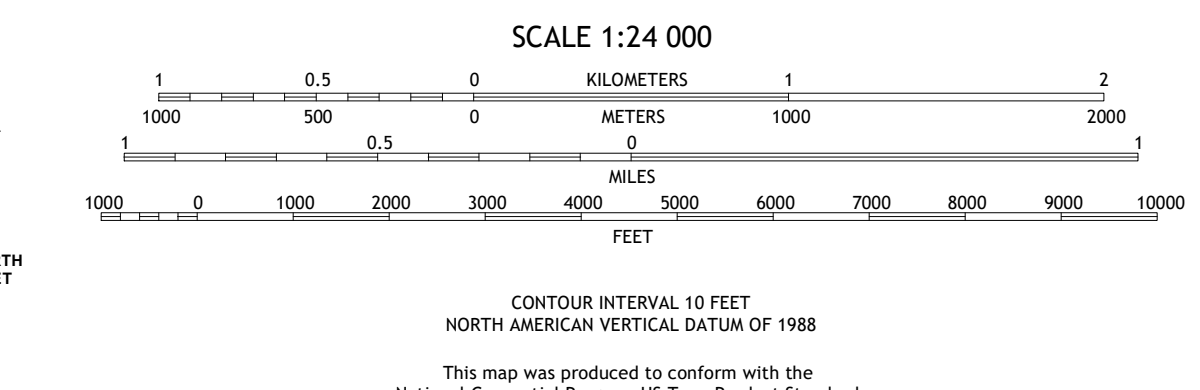 SCALE 1:24 000
1 0.5 0 KILOMETERS 1 2
1000 500 0 METERS 1000 2000
1 0.5 0 1
MILES
1000 0 1000 2000 3000 4000 5000 6000 7000 8000 9000 10000
FEET
CONTOUR INTERVAL 10 FEET
NORTH AMERICAN VERTICAL DATUM OF 1988
This map was produced to conform with the